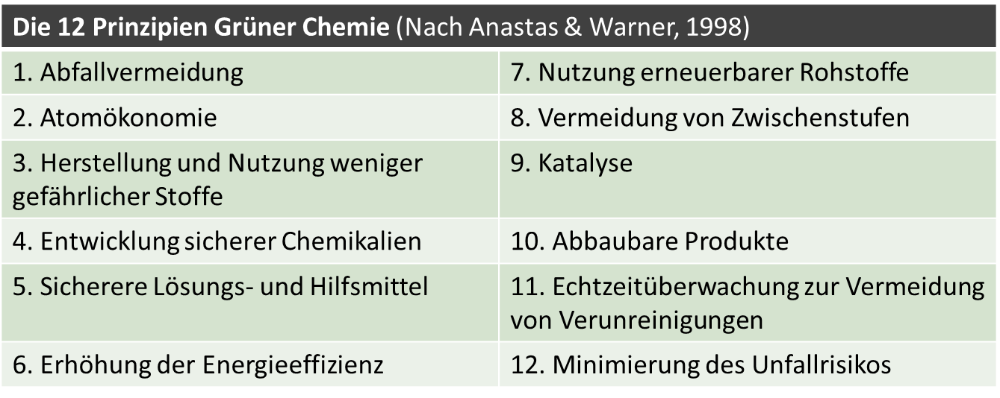 Die 12 Prinzipien Grüner Chemie (Nach Anastas & Warner, 1998)
1. Abfallvermeidung
2. Atomökonomie
3. Herstellung und Nutzung weniger
gefährlicher Stoffe
4. Entwicklung sicherer Chemikalien
5. Sicherere Lösungs- und Hilfsmittel
6. Erhöhung der Energieeffizienz
7. Nutzung erneuerbarer Rohstoffe
8. Vermeidung von Zwischenstufen
9. Katalyse
10. Abbaubare Produkte
11. Echtzeitüberwachung zur Vermeidung
von Verunreinigungen
12. Minimierung des Unfallrisikos